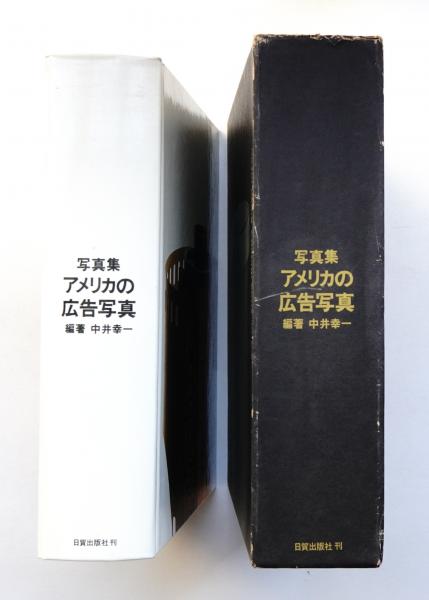 写真集
アメリカの
広告写真
編著 中井幸一
日貿出版社 刊
写真集
アメリカの
広告写真
編著 中井幸一
日貿出版社 刊